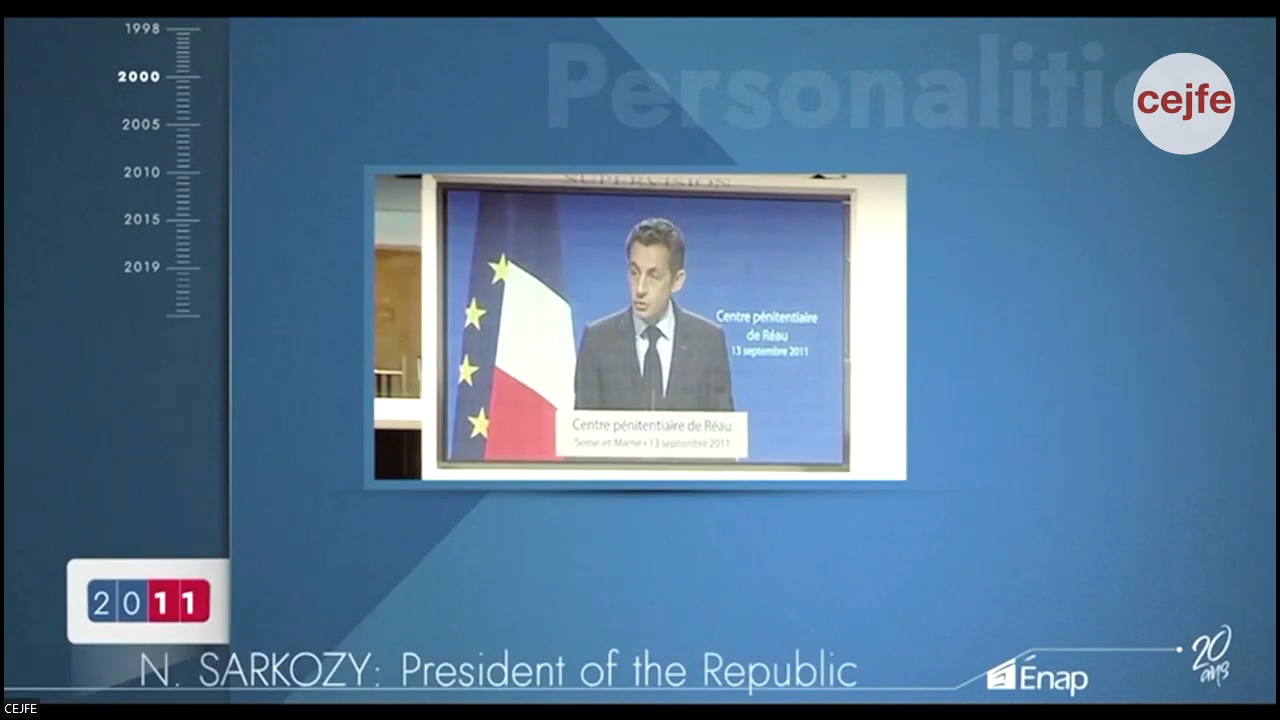 1998
2000
2005
2010
2015
2019
Personalitie
cejfe
SUPERVISION
Centre pénitentiaire
de Réau
13 septembre 2011
Centre pénitentiaire de Réau
Seine-et-Marne • 13 septembre 2011
2011
N. SARKOZY: President of the Republic
Énap
20
ans
CEJFE